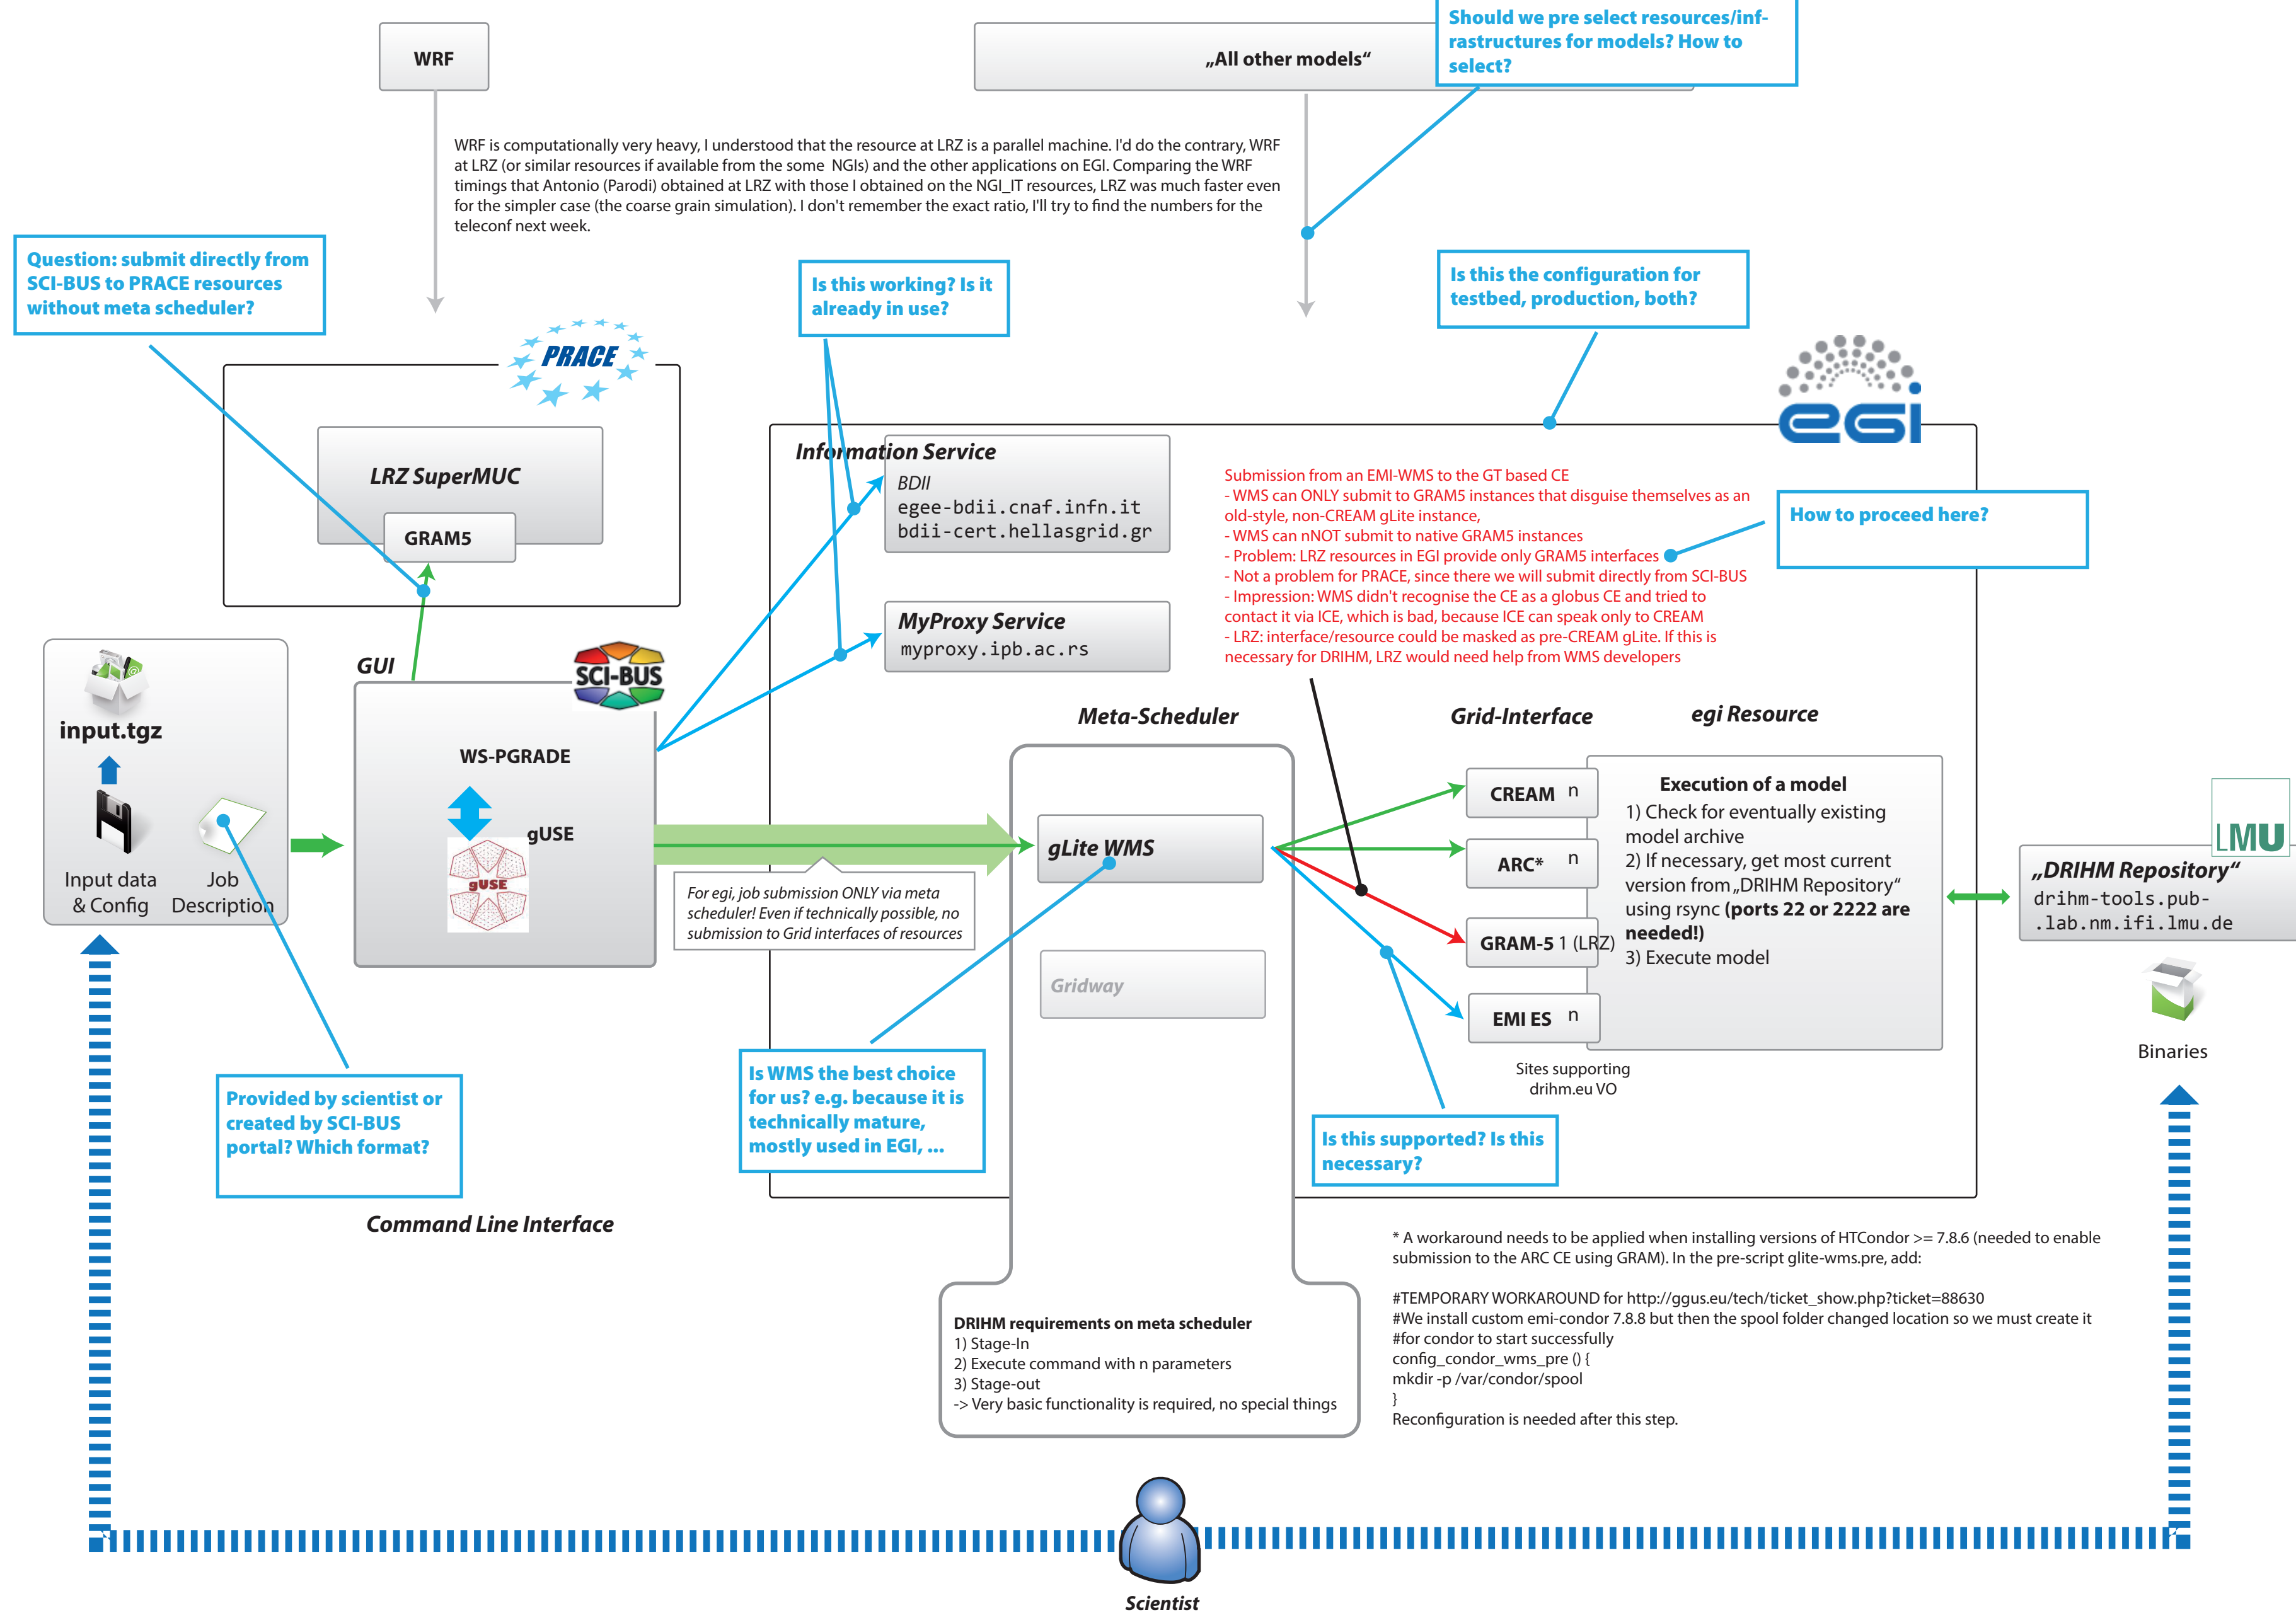 WRF
„All other models“
Should we pre select resources/inf-
rastructures for models? How to
select?
WRF is computationally very heavy, I understood that the resource at LRZ is a parallel machine. I'd do the contrary, WRF
at LRZ (or similar resources if available from the some  NGIs) and the other applications on EGI. Comparing the WRF
timings that Antonio (Parodi) obtained at LRZ with those I obtained on the NGI_IT resources, LRZ was much faster even
for the simpler case (the coarse grain simulation). I don't remember the exact ratio, I'll try to find the numbers for the
teleconf next week.
Question: submit directly from
SCI-BUS to PRACE resources
without meta scheduler?
Is this working? Is it
already in use?
Is this the configuration for
testbed, production, both?
PRACE
egi
LRZ SuperMUC
GRAM5
Information Service
BDII
egee-bdii.cnaf.infn.it
bdii-cert.hellasgrid.gr
MyProxy Service
myproxy.ipb.ac.rs
Submission from an EMI-WMS to the GT based CE
- WMS can ONLY submit to GRAM5 instances that disguise themselves as an
old-style, non-CREAM gLite instance,
- WMS can nNOT submit to native GRAM5 instances
- Problem: LRZ resources in EGI provide only GRAM5 interfaces
- Not a problem for PRACE, since there we will submit directly from SCI-BUS
- Impression: WMS didn't recognise the CE as a globus CE and tried to
contact it via ICE, which is bad, because ICE can speak only to CREAM
- LRZ: interface/resource could be masked as pre-CREAM gLite. If this is
necessary for DRIHM, LRZ would need help from WMS developers
How to proceed here?
input.tgz
Input data
& Config
Job
Description
GUI
SCI-BUS
WS-PGRADE
gUSE
gUSE
For egi, job submission ONLY via meta
scheduler! Even if technically possible, no
submission to Grid interfaces of resources
Meta-Scheduler
gLite WMS
Gridway
Grid-Interface
CREAM n
ARC* n
GRAM-5 1 (LRZ)
EMI ES n
Sites supporting
drihm.eu VO
egi Resource
Execution of a model
1) Check for eventually existing
model archive
2) If necessary, get most current
version from „DRIHM Repository“
using rsync (ports 22 or 2222 are
needed!)
3) Execute model
LMU
„DRIHM Repository“
drihm-tools.pub-
.lab.nm.ifi.lmu.de
Binaries
Provided by scientist or
created by SCI-BUS
portal? Which format?
Is WMS the best choice
for us? e.g. because it is
technically mature,
mostly used in EGI, ...
Is this supported? Is this
necessary?
Command Line Interface
DRIHM requirements on meta scheduler
1) Stage-In
2) Execute command with n parameters
3) Stage-out
-> Very basic functionality is required, no special things
* A workaround needs to be applied when installing versions of HTCondor >= 7.8.6 (needed to enable
submission to the ARC CE using GRAM). In the pre-script glite-wms.pre, add:
#TEMPORARY WORKAROUND for http://ggus.eu/tech/ticket_show.php?ticket=88630
#We install custom emi-condor 7.8.8 but then the spool folder changed location so we must create it
#for condor to start successfully
config_condor_wms_pre () {
mkdir -p /var/condor/spool
}
Reconfiguration is needed after this step.
Scientist